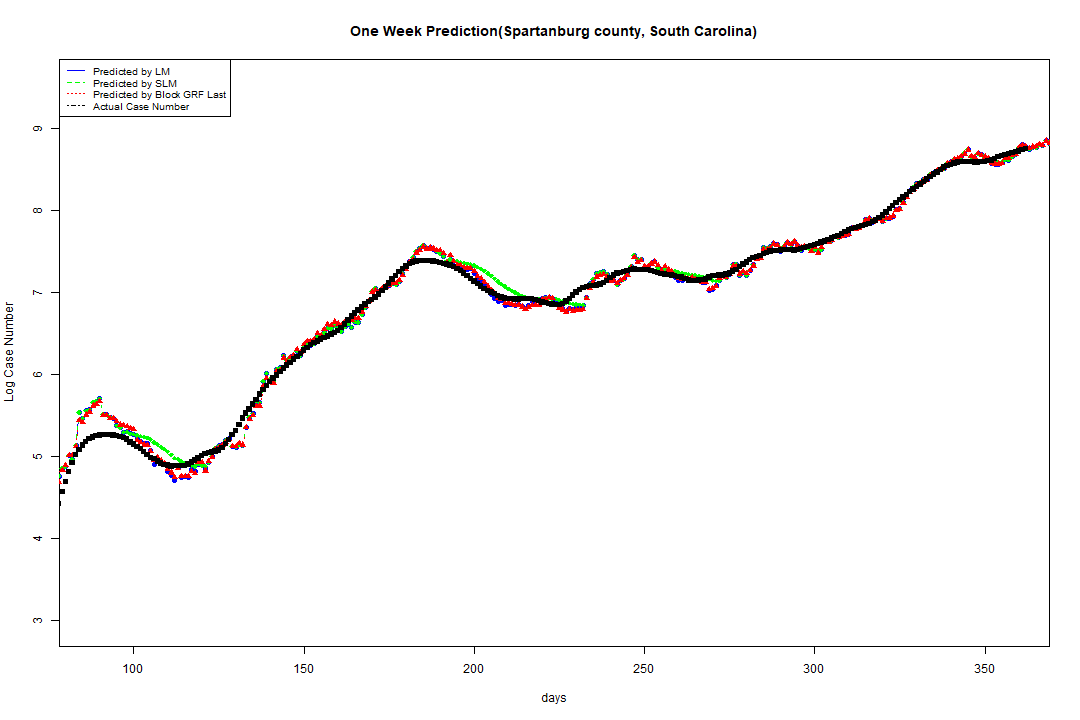 One Week Prediction(Spartanburg county, South Carolina)
Predicted by LM
Predicted by SLM
Predicted by Block GRF Last
Actual Case Number
9
8
7
6
5
4
3
Log Case Number
100 150 200 250 300 350
days